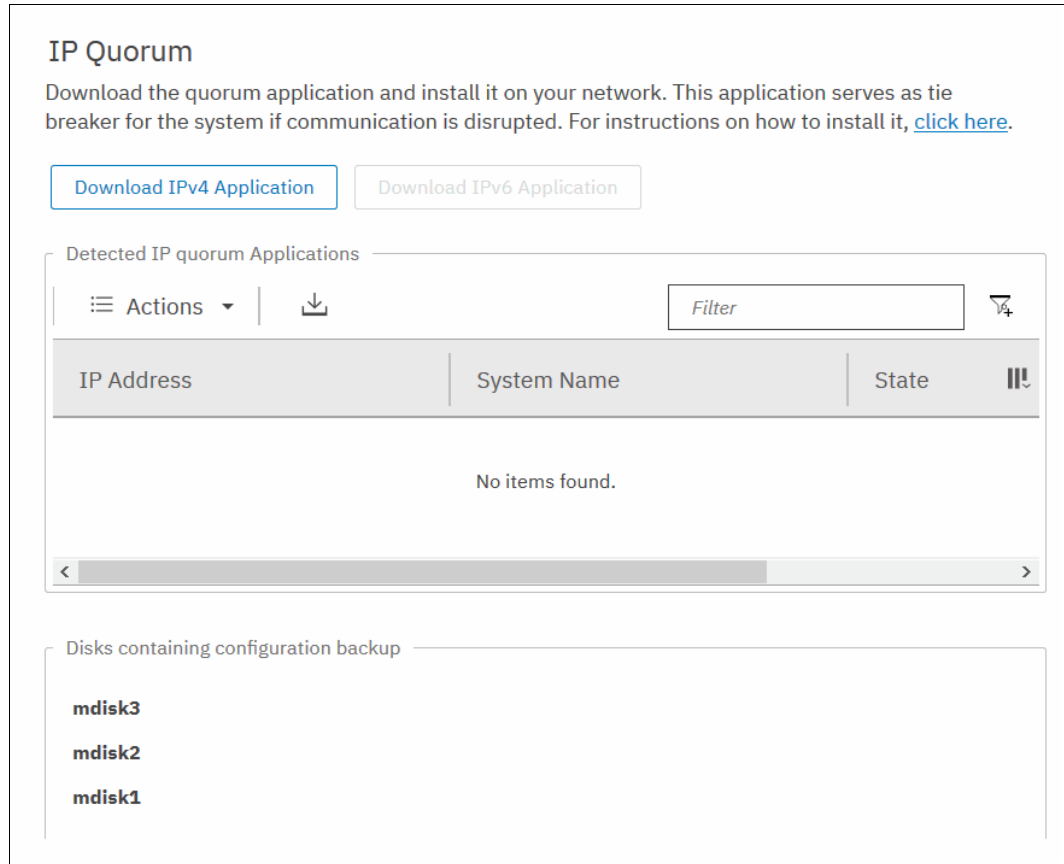 IP Quorum
Download the quorum application and install it on your network. This application serves as tie
breaker for the system if communication is disrupted. For instructions on how to install it, click here.
Download IPv4 Application
Download IPv6 Application
Detected IP quorum Applications
Actions
Filter
IP Address
System Name
State
No items found.
Disks containing configuration backup
mdisk3
mdisk2
mdisk1